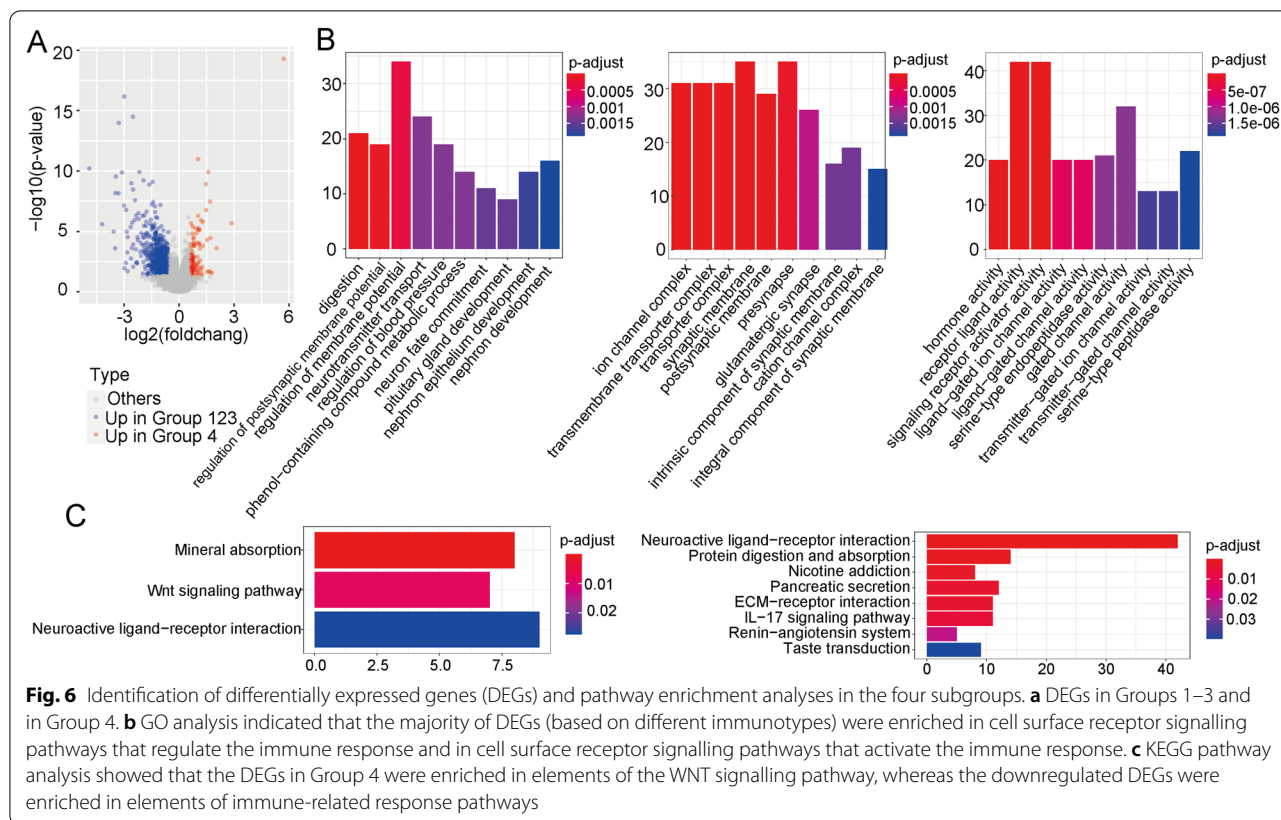 A
20
15
10
5
0
-log10(p-value)
-3
0
3
6
log2(foldchang)
Type
Others
Up in Group 123
Up in Group 4
B
30
20
10
0
p-adjust
0.0005
0.001
0.0015
digestion
regulation of postsynaptic membrane potential
regulation of membrane potential
neurotransmitter transport
regulation of blood pressure
phenol-containing compound metabolic process
neuron fate commitment
pituitary gland development
nephron epithelium development
nephron development
30
20
10
0
p-adjust
0.0005
0.001
0.0015
ion channel complex
transmembrane transporter complex
transporter complex
synaptic membrane
postsynaptic membrane
presynapse
glutamatergic synapse
intrinsic component of synaptic membrane
cation channel complex
integral component of synaptic membrane
40
30
20
10
0
p-adjust
5e-07
1.0e-06
1.5e-06
hormone activity
receptor ligand activity
signaling receptor activator activity
ligand-gated ion channel activity
ligand-gated channel activity
serine-type endopeptidase activity
gated channel activity
transmitter-gated ion channel activity
transmitter-gated channel activity
serine-type peptidase activity
C
Mineral absorption
Wnt signaling pathway
Neuroactive ligand-receptor interaction
0.0
2.5
5.0
7.5
p-adjust
0.01
0.02
Neuroactive ligand-receptor interaction
Protein digestion and absorption
Nicotine addiction
Pancreatic secretion
ECM-receptor interaction
IL-17 signaling pathway
Renin-angiotensin system
Taste transduction
0
10
20
30
40
p-adjust
0.01
0.02
0.03
Fig. 6 Identification of differentially expressed genes (DEGs) and pathway enrichment analyses in the four subgroups. a DEGs in Groups 1–3 and
in Group 4. b GO analysis indicated that the majority of DEGs (based on different immunotypes) were enriched in cell surface receptor signalling
pathways that regulate the immune response and in cell surface receptor signalling pathways that activate the immune response. c KEGG pathway
analysis showed that the DEGs in Group 4 were enriched in elements of the WNT signalling pathway, whereas the downregulated DEGs were
enriched in elements of immune-related response pathways